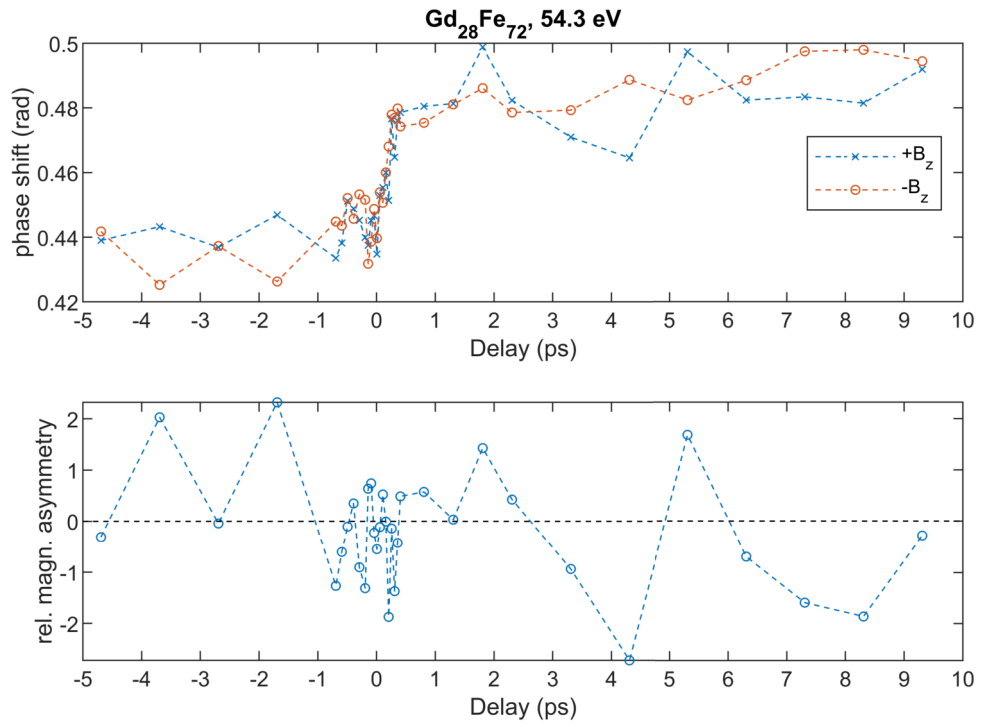 Gd28Fe72, 54.3 eV
phase shift (rad)
0.5
0.48
0.46
0.44
0.42
+Bz
-Bz
-5 -4 -3 -2 -1 0 1 2 3 4 5 6 7 8 9 10
Delay (ps)
rel. magn. asymmetry
2
1
0
-1
-2
-5 -4 -3 -2 -1 0 1 2 3 4 5 6 7 8 9 10
Delay (ps)